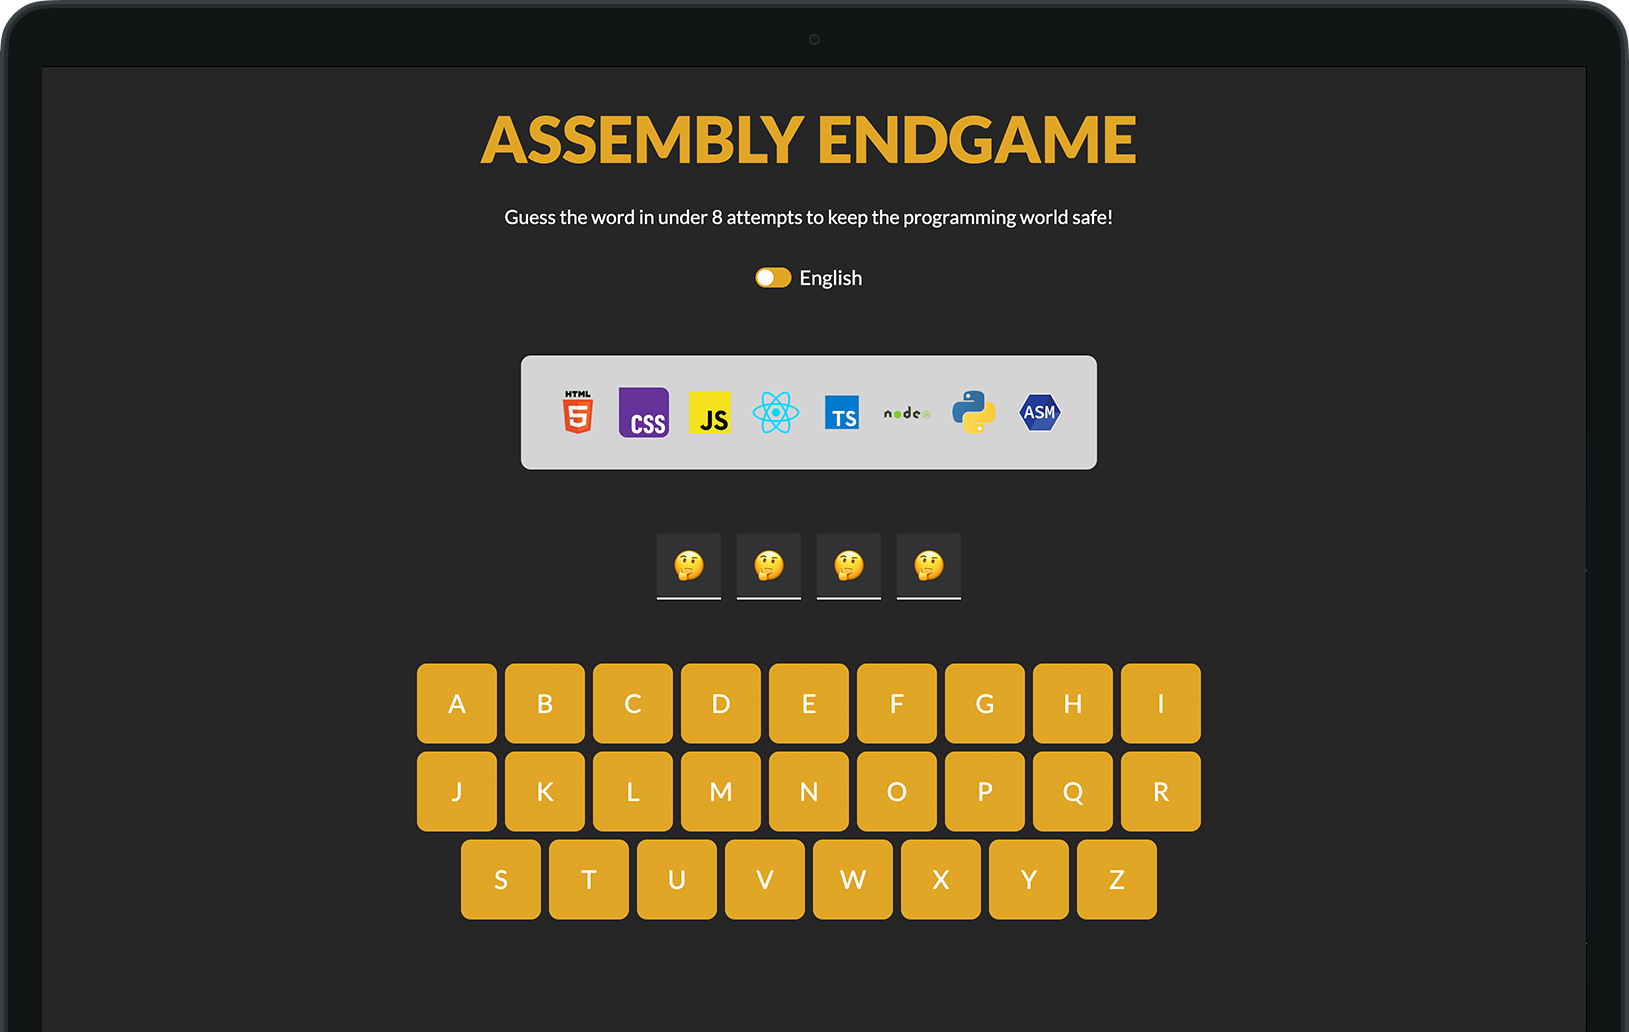 ASSEMBLY ENDGAME
Guess the word in under 8 attempts to keep the programming world safe!
English
HTML 5 CSS JS TS node ASM
A B C D E F G H I
J K L M N O P Q R
S T U V W X Y Z